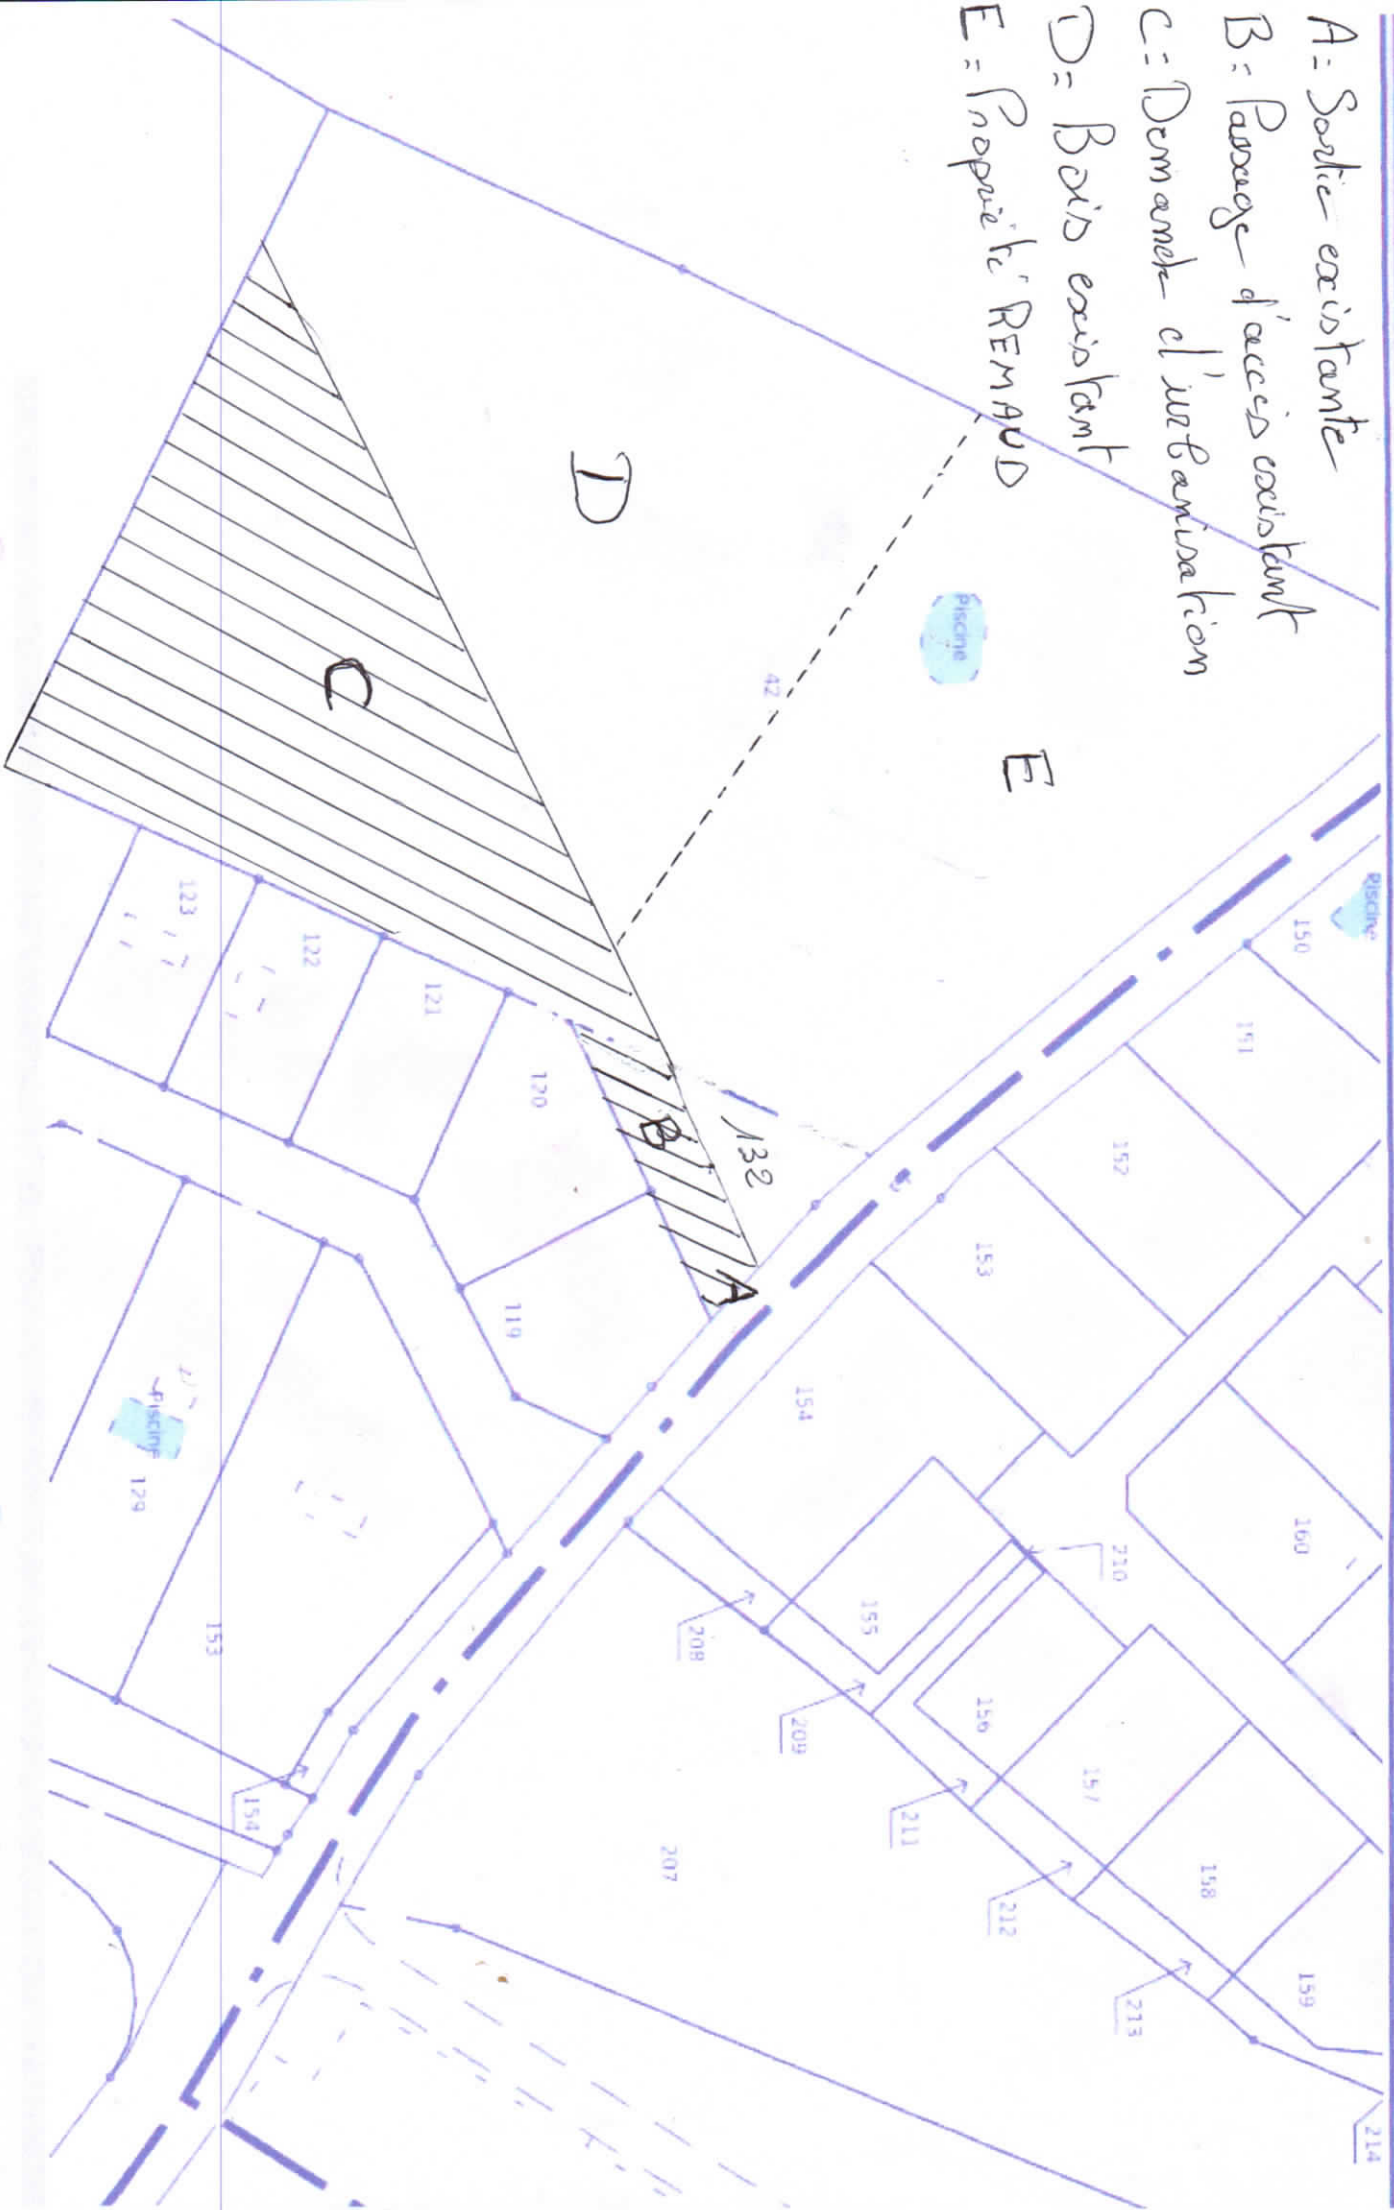 A = Sortie existante
B = Passage d'accès existant
C = Demande d'urbanisation
D = Bois existant
E = Propriété REMAUD
Piscine
150
151
152
153
154
160
Piscine
E
42
D
C
B
132
A
120
121
122
123
119
210
155
208
209
156
157
158
159
211
212
213
214
207
Piscine
129
153
154